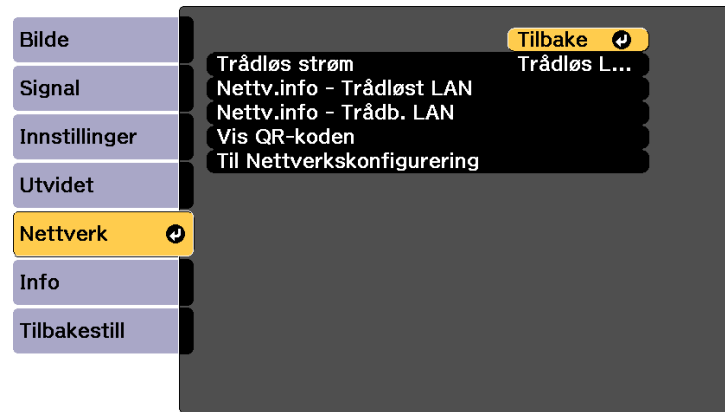 Bilde
Signal
Innstillinger
Utvidet
Nettverk
Info
Tilbakestill
Tilbake
Trådløs strøm Trådløs L...
Nettv.info - Trådløst LAN
Nettv.info - Trådb. LAN
Vis QR-koden
Til Nettverkskonfigurering